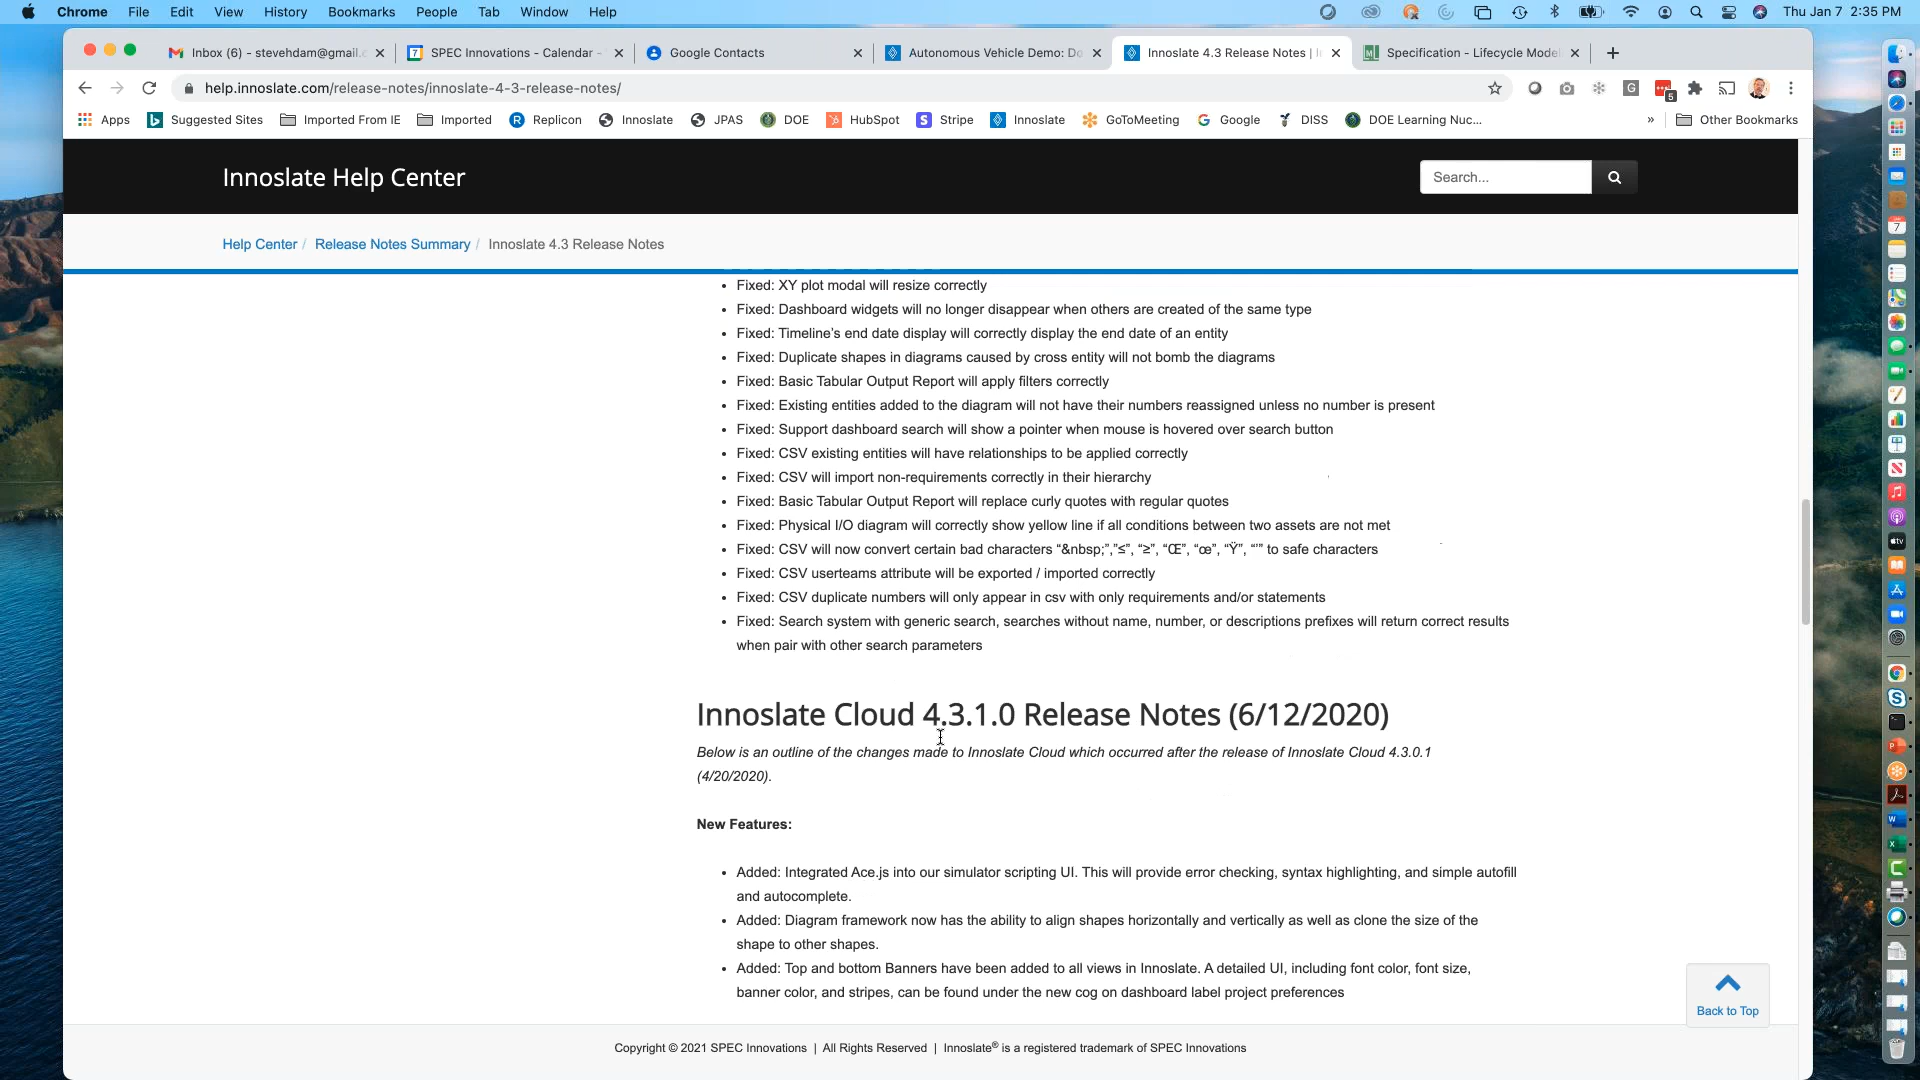 Chrome File Edit View History Bookmarks People Tab Window Help Thu Jan 7 2:35 PM
Inbox (6) - stevehdam@gmail.c SPEC Innovations - Calendar - Google Contacts Autonomous Vehicle Demo: Do Innoslate 4.3 Release Notes | I Specification - Lifecycle Model
help.innoslate.com/release-notes/innoslate-4-3-release-notes/
Apps Suggested Sites Imported From IE Imported Replicon Innoslate JPAS DOE HubSpot Stripe Innoslate GoToMeeting Google DISS DOE Learning Nuc... » Other Bookmarks
Innoslate Help Center
Search...
Help Center / Release Notes Summary / Innoslate 4.3 Release Notes
• Fixed: XY plot modal will resize correctly
• Fixed: Dashboard widgets will no longer disappear when others are created of the same type
• Fixed: Timeline’s end date display will correctly display the end date of an entity
• Fixed: Duplicate shapes in diagrams caused by cross entity will not bomb the diagrams
• Fixed: Basic Tabular Output Report will apply filters correctly
• Fixed: Existing entities added to the diagram will not have their numbers reassigned unless no number is present
• Fixed: Support dashboard search will show a pointer when mouse is hovered over search button
• Fixed: CSV existing entities will have relationships to be applied correctly
• Fixed: CSV will import non-requirements correctly in their hierarchy
• Fixed: Basic Tabular Output Report will replace curly quotes with regular quotes
• Fixed: Physical I/O diagram will correctly show yellow line if all conditions between two assets are not met
• Fixed: CSV will now convert certain bad characters “&nbsp;”,”≤”, “≥”, “Œ”, “œ”, “Ÿ”, “’” to safe characters
• Fixed: CSV userteams attribute will be exported / imported correctly
• Fixed: CSV duplicate numbers will only appear in csv with only requirements and/or statements
• Fixed: Search system with generic search, searches without name, number, or descriptions prefixes will return correct results
when pair with other search parameters
Innoslate Cloud 4.3.1.0 Release Notes (6/12/2020)
Below is an outline of the changes made to Innoslate Cloud which occurred after the release of Innoslate Cloud 4.3.0.1
(4/20/2020).
New Features:
• Added: Integrated Ace.js into our simulator scripting UI. This will provide error checking, syntax highlighting, and simple autofill
and autocomplete.
• Added: Diagram framework now has the ability to align shapes horizontally and vertically as well as clone the size of the
shape to other shapes.
• Added: Top and bottom Banners have been added to all views in Innoslate. A detailed UI, including font color, font size,
banner color, and stripes, can be found under the new cog on dashboard label project preferences
Back to Top
Copyright © 2021 SPEC Innovations | All Rights Reserved | Innoslate® is a registered trademark of SPEC Innovations